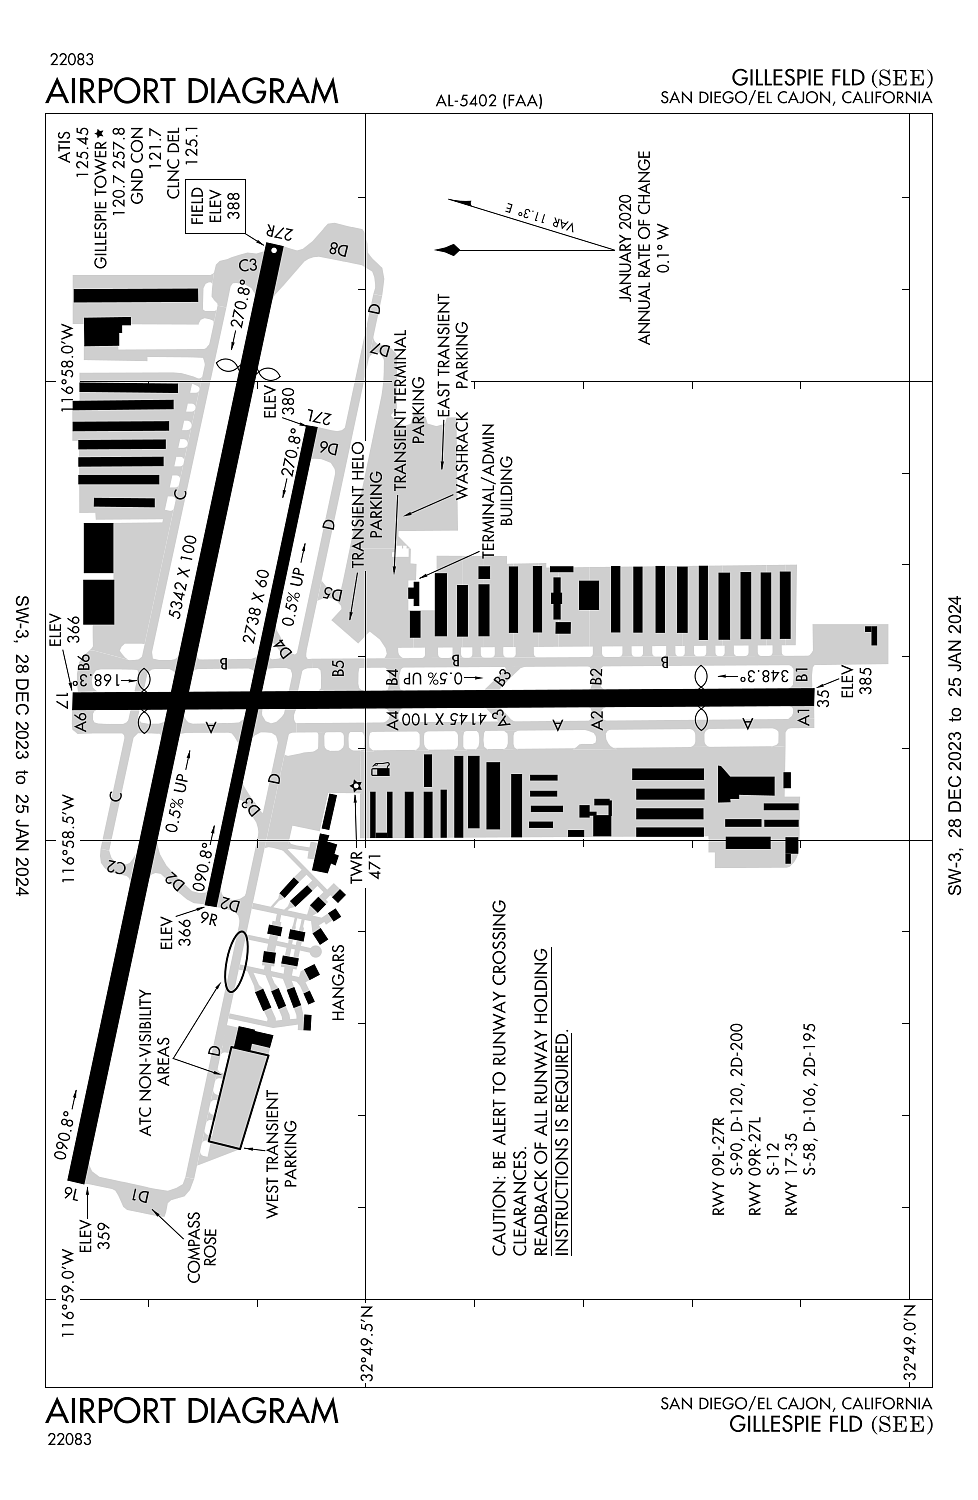 22083
AIRPORT DIAGRAM
AL-5402 (FAA)
GILLESPIE FLD (SEE)
SAN DIEGO/EL CAJON, CALIFORNIA
ATIS
125.45
GILLESPIE TOWER★
120.7 257.8
GND CON
121.7
CLNC DEL
125.1
FIELD
ELEV
388
27R
D8
C3
270.8°
VAR 11.3° E
JANUARY 2020
ANNUAL RATE OF CHANGE
0.1° W
116°58.0'W
D
D7
ELEV
380
27L
270.8°
D6
TRANSIENT HELO
PARKING
TRANSIENT TERMINAL
PARKING
EAST TRANSIENT
PARKING
WASHRACK
TERMINAL/ADMIN
BUILDING
C
D
5342 X 100
2738 X 60
0.5% UP
D5
D4
ELEV
366
B6
B
B5
B4
B
B3
B2
B
B1
17
168.3°
0.5% UP
348.3°
35
ELEV
385
4145 X 100
A6
A
A4
A3
A
A2
A
A1
C
0.5% UP
D
D3
116°58.5'W
C2
D2
090.8°
D2
9R
ELEV
366
TWR
471
HANGARS
ATC NON-VISIBILITY
AREAS
D
WEST TRANSIENT
PARKING
090.8°
9L
D1
ELEV
359
COMPASS
ROSE
116°59.0'W
CAUTION: BE ALERT TO RUNWAY CROSSING
CLEARANCES.
READBACK OF ALL RUNWAY HOLDING
INSTRUCTIONS IS REQUIRED.
RWY 09L-27R
S-90, D-120, 2D-200
RWY 09R-27L
S-12
RWY 17-35
S-58, D-106, 2D-195
32°49.5'N
32°49.0'N
SW-3, 28 DEC 2023 to 25 JAN 2024
SW-3, 28 DEC 2023 to 25 JAN 2024
AIRPORT DIAGRAM
22083
SAN DIEGO/EL CAJON, CALIFORNIA
GILLESPIE FLD (SEE)